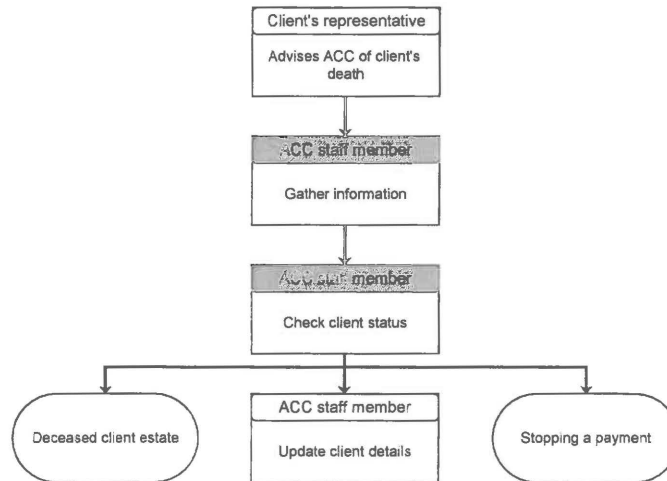 Client's representative
Advises ACC of client's
death
ACC staff member
Gather information
ACC staff member
Check client status
Deceased client estate
ACC staff member
Update client details
Stopping a payment